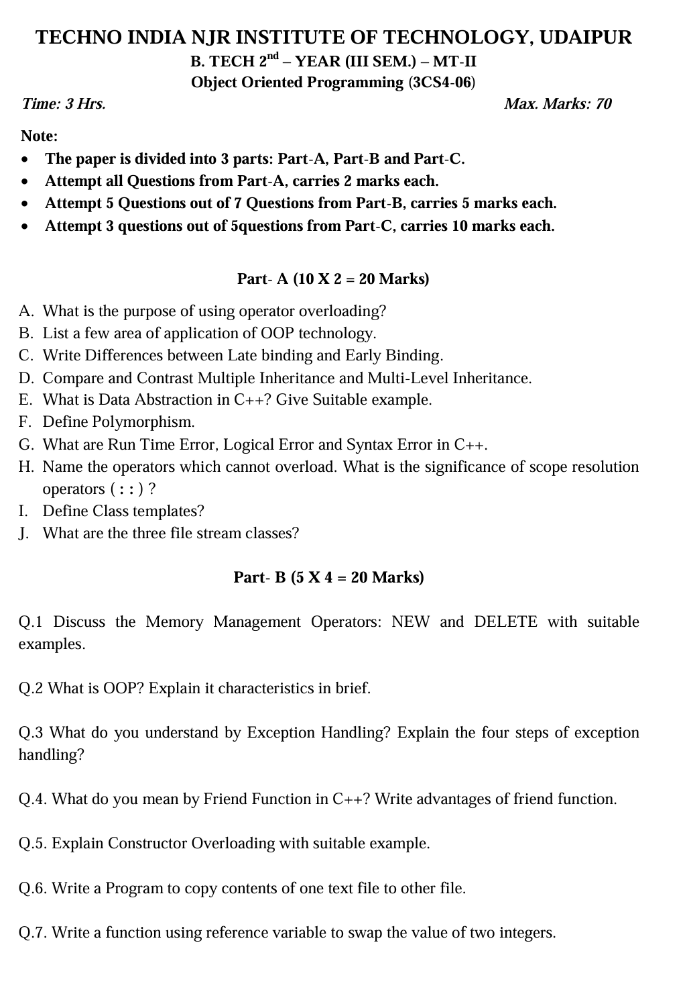 TECHNO INDIA NJR INSTITUTE OF TECHNOLOGY, UDAIPUR
B. TECH 2nd – YEAR (III SEM.) – MT-II
Object Oriented Programming (3CS4-06)
Time: 3 Hrs. Max. Marks: 70
Note:
• The paper is divided into 3 parts: Part-A, Part-B and Part-C.
• Attempt all Questions from Part-A, carries 2 marks each.
• Attempt 5 Questions out of 7 Questions from Part-B, carries 5 marks each.
• Attempt 3 questions out of 5questions from Part-C, carries 10 marks each.
Part- A (10 X 2 = 20 Marks)
A. What is the purpose of using operator overloading?
B. List a few area of application of OOP technology.
C. Write Differences between Late binding and Early Binding.
D. Compare and Contrast Multiple Inheritance and Multi-Level Inheritance.
E. What is Data Abstraction in C++? Give Suitable example.
F. Define Polymorphism.
G. What are Run Time Error, Logical Error and Syntax Error in C++.
H. Name the operators which cannot overload. What is the significance of scope resolution
operators (::) ?
I. Define Class templates?
J. What are the three file stream classes?
Part- B (5 X 4 = 20 Marks)
Q.1 Discuss the Memory Management Operators: NEW and DELETE with suitable
examples.
Q.2 What is OOP? Explain it characteristics in brief.
Q.3 What do you understand by Exception Handling? Explain the four steps of exception
handling?
Q.4. What do you mean by Friend Function in C++? Write advantages of friend function.
Q.5. Explain Constructor Overloading with suitable example.
Q.6. Write a Program to copy contents of one text file to other file.
Q.7. Write a function using reference variable to swap the value of two integers.